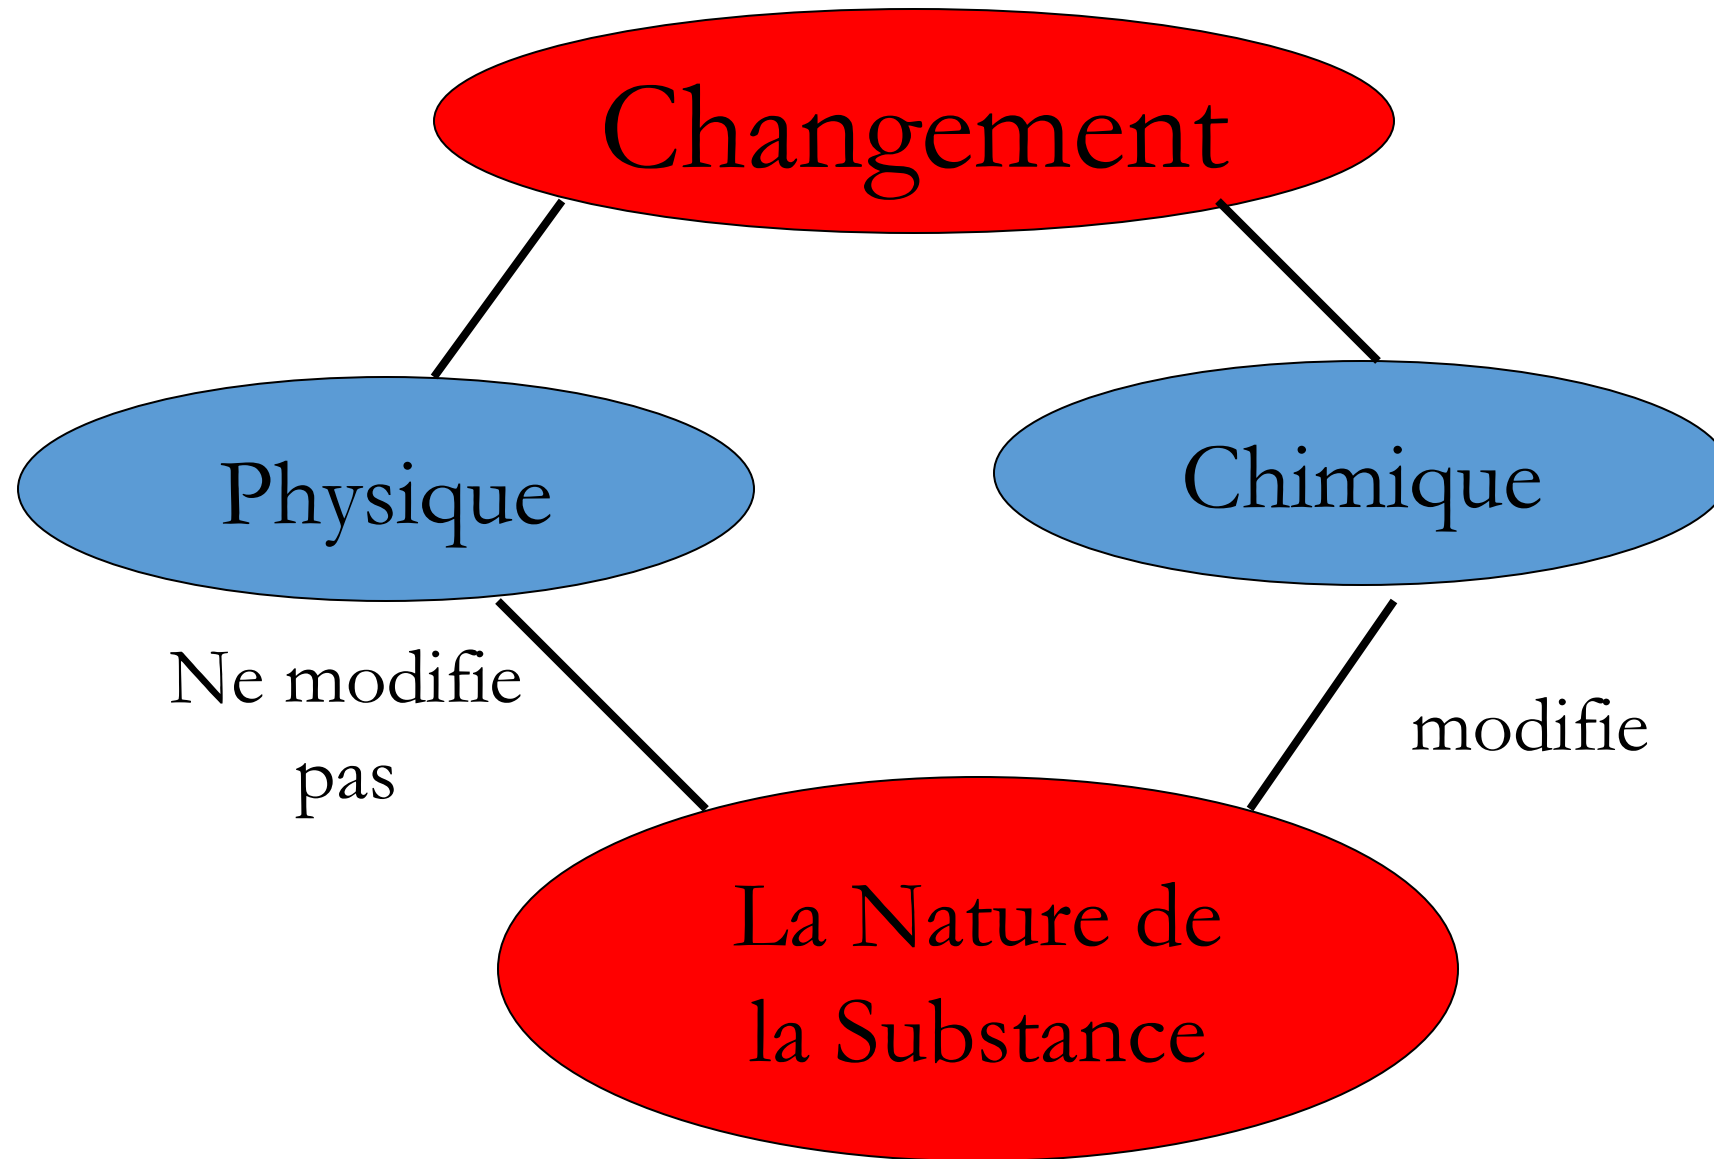 Changement
Physique
Chimique
Ne modifie
pas
modifie
La Nature de
la Substance